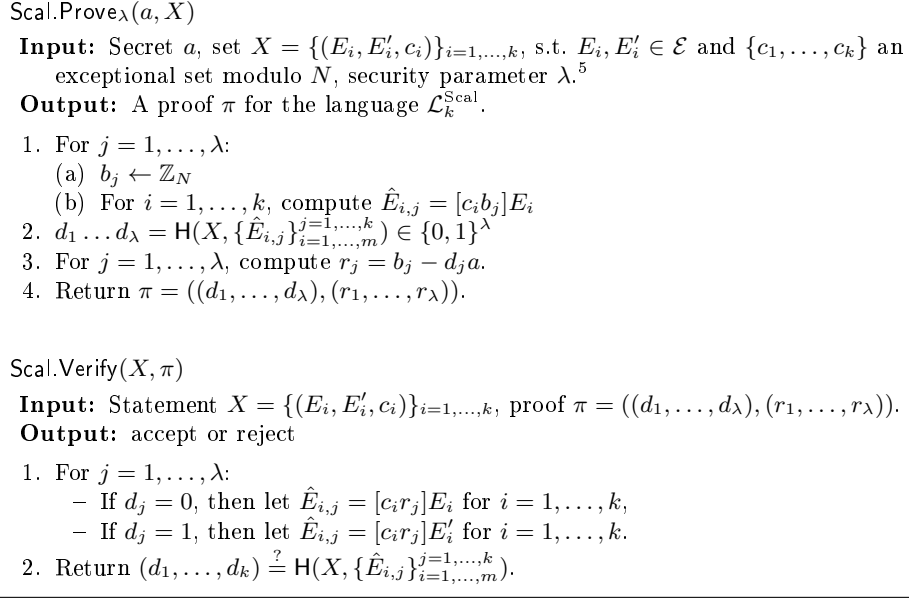 Scal.Prove_λ(a, X)
Input: Secret a, set X = {(E_i, E′_i, c_i)}_{i=1,...,k}, s.t. E_i, E′_i ∈ ℰ and {c_1, . . . , c_k} an
exceptional set modulo N, security parameter λ.⁵
Output: A proof π for the language ℒ_k^{Scal}.
1. For j = 1, . . . , λ:
(a) b_j ← ℤ_N
(b) For i = 1, . . . , k, compute Ê_{i,j} = [c_i b_j]E_i
2. d_1 . . . d_λ = H(X, {Ê_{i,j}}_{i=1,...,m}^{j=1,...,k}) ∈ {0, 1}^λ
3. For j = 1, . . . , λ, compute r_j = b_j − d_j a.
4. Return π = ((d_1, . . . , d_λ), (r_1, . . . , r_λ)).
Scal.Verify(X, π)
Input: Statement X = {(E_i, E′_i, c_i)}_{i=1,...,k}, proof π = ((d_1, . . . , d_λ), (r_1, . . . , r_λ)).
Output: accept or reject
1. For j = 1, . . . , λ:
– If d_j = 0, then let Ê_{i,j} = [c_i r_j]E_i for i = 1, . . . , k,
– If d_j = 1, then let Ê_{i,j} = [c_i r_j]E′_i for i = 1, . . . , k.
2. Return (d_1, . . . , d_k) ≟ H(X, {Ê_{i,j}}_{i=1,...,m}^{j=1,...,k}).